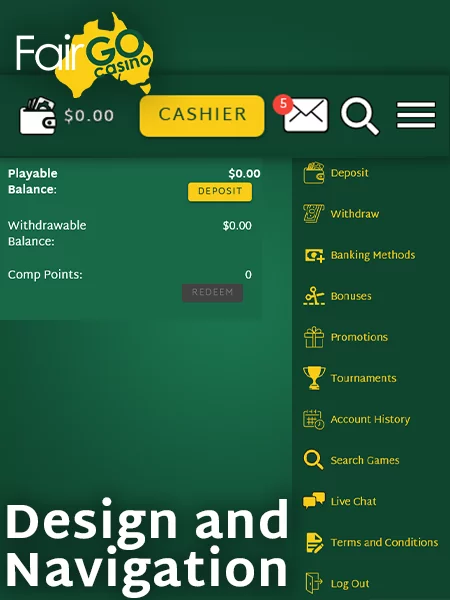 Fair GO
casino
$0.00
CASHIER
5
Playable
Balance:
$0.00
DEPOSIT
Withdrawable
Balance:
$0.00
Comp Points:
0
REDEEM
Deposit
Withdraw
Banking Methods
Bonuses
Promotions
Tournaments
Account History
Search Games
Live Chat
Terms and Conditions
Log Out
Design and
Navigation